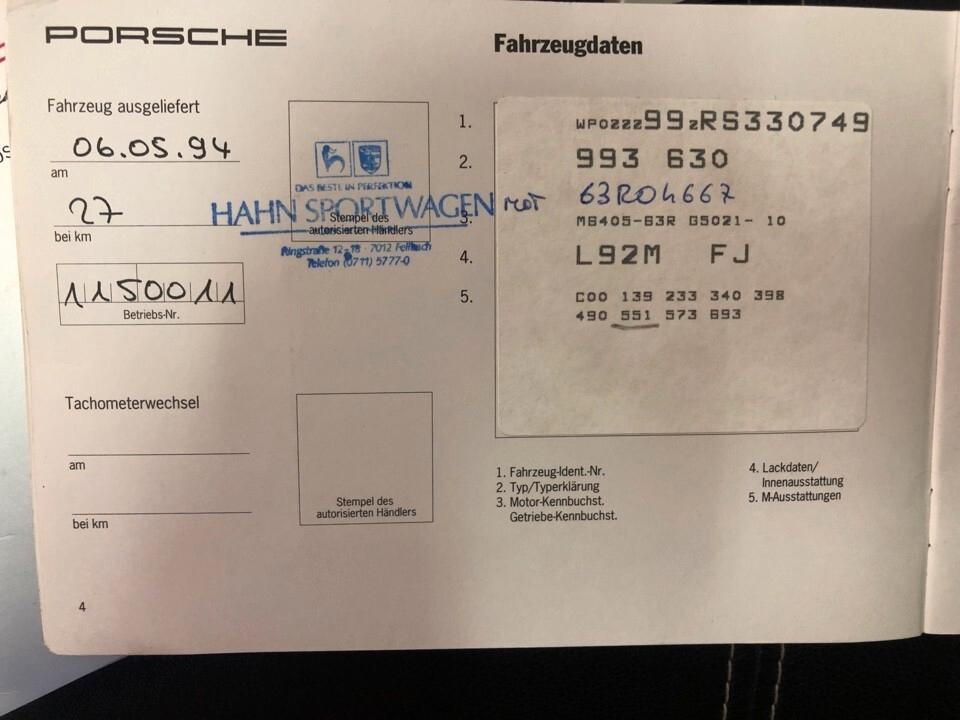 PORSCHE
Fahrzeugdaten
Fahrzeug ausgeliefert
06.05.94
am
27
bei km
11 50011
Betriebs-Nr.
DAS BESTE IN PERFEKTION
HAHN SPORTWAGEN
Stempel des
autorisierten Händlers
Ringstraße 12-18 · 7012 Fellbach
Telefon (0711) 5777-0
1. WP0ZZZ99ZRS330749
2. 993 630
MOT 63R04667
3. M6405-63R G5021- 10
4. L92M FJ
5. C00 139 233 340 398
490 551 573 693
Tachometerwechsel
am
bei km
Stempel des
autorisierten Händlers
1. Fahrzeug-Ident.-Nr.
2. Typ/Typerklärung
3. Motor-Kennbuchst.
Getriebe-Kennbuchst.
4. Lackdaten/
Innenausstattung
5. M-Ausstattungen
4